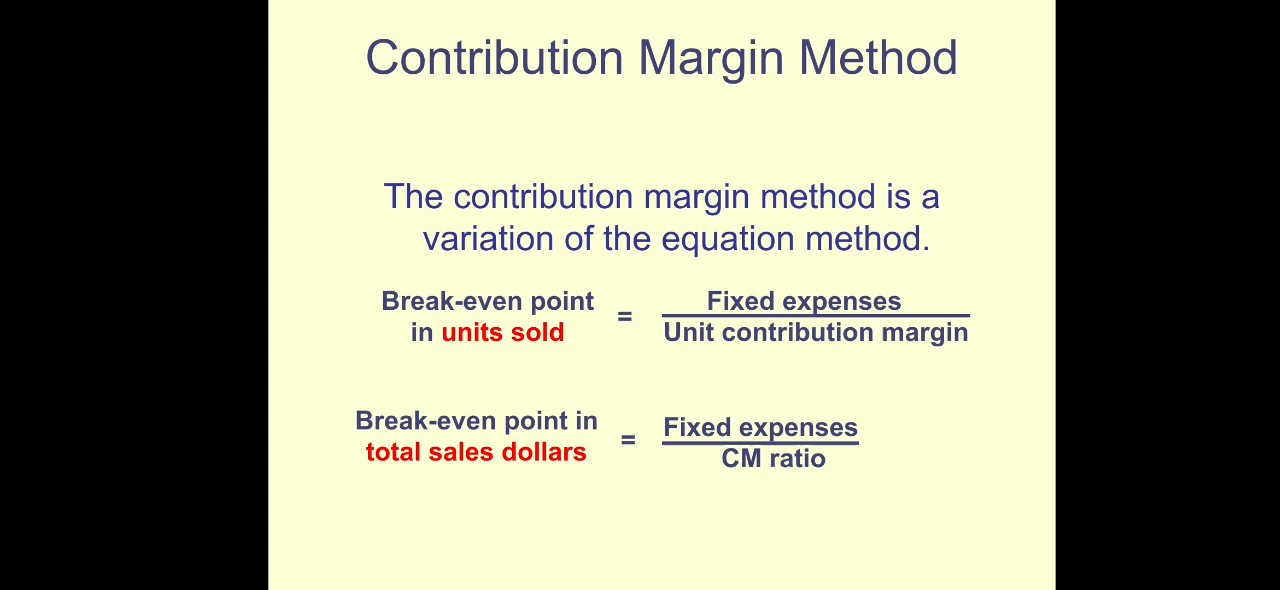 Contribution Margin Method
The contribution margin method is a
variation of the equation method.
Break-even point
in units sold
=
Fixed expenses
Unit contribution margin
Break-even point in
total sales dollars
=
Fixed expenses
CM ratio